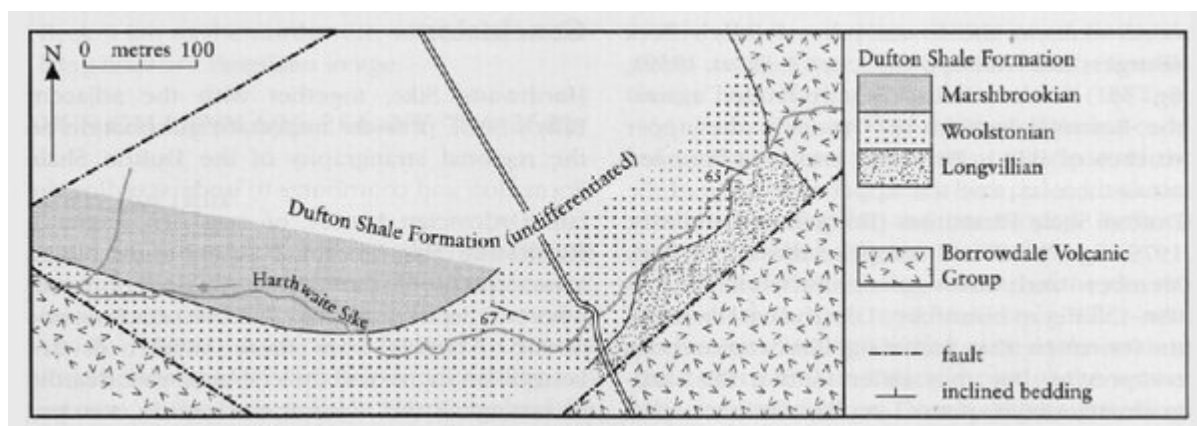 N
0 metres 100
Dufton Shale Formation (undifferentiated)
Harthwaite Sike
67
63
Dufton Shale Formation
Marshbrookian
Woolstonian
Longvillian
Borrowdale Volcanic
Group
fault
inclined bedding